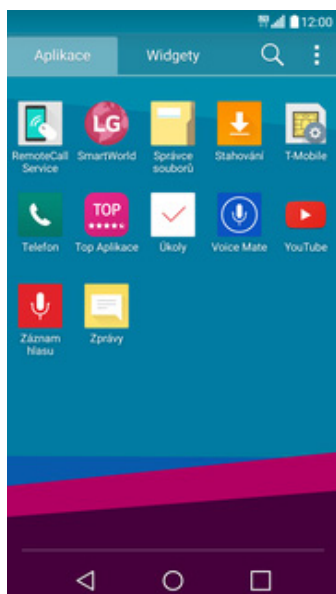 12:00
Aplikace
Widgety
LG
RemoteCall
Service
SmartWorld
Správce
souborů
Stahování
T-Mobile
TOP
Telefon
Top Aplikace
Úkoly
Voice Mate
YouTube
Záznam
hlasu
Zprávy